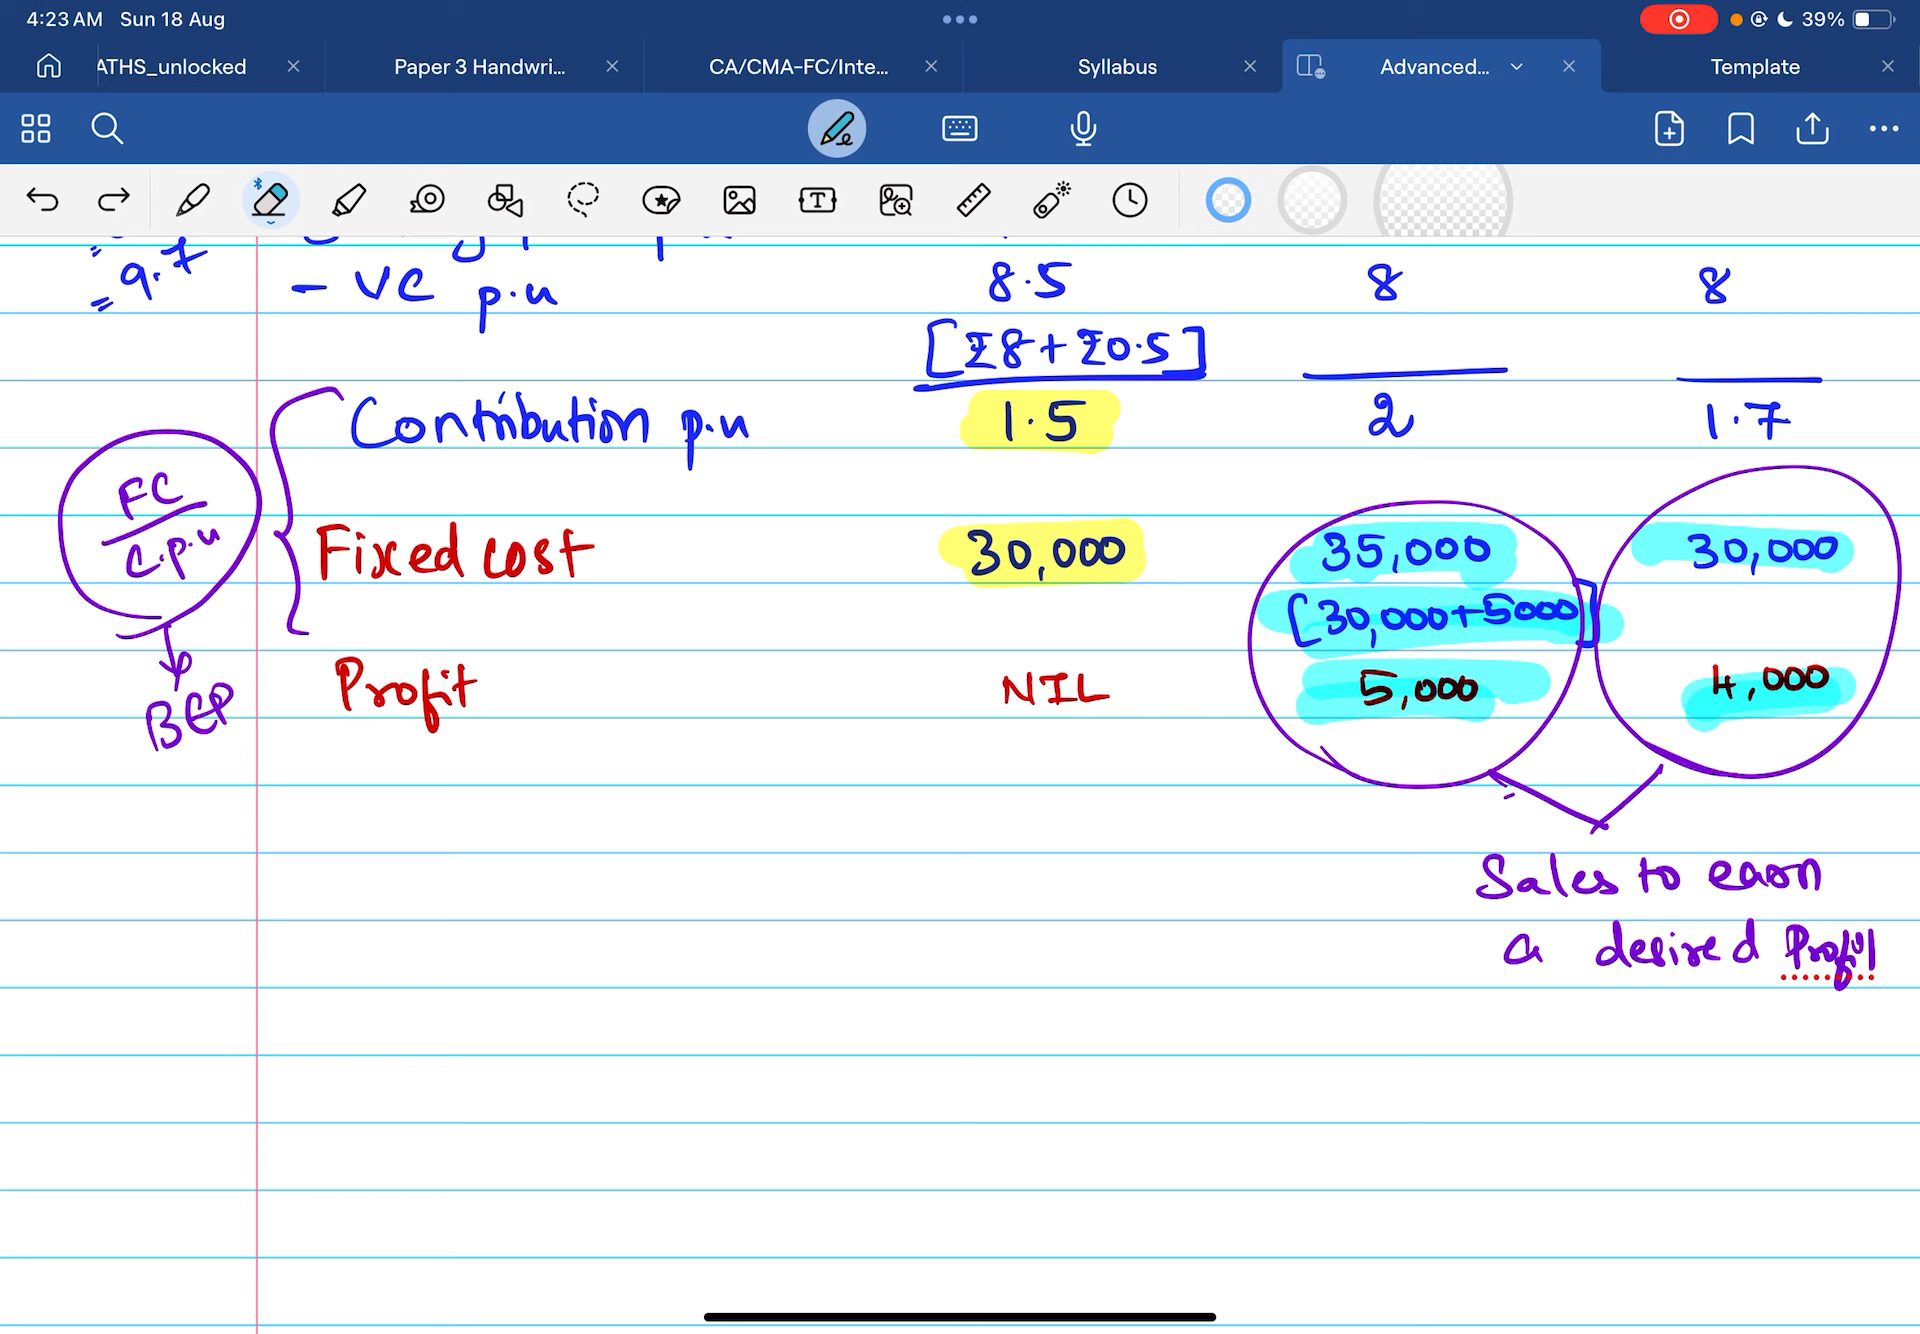 4:23 AM Sun 18 Aug
39%
ATHS_unlocked
Paper 3 Handwri...
CA/CMA-FC/Inte...
Syllabus
Advanced...
Template
= 9.7
- VC p.u 8.5 8 8
[₹8 + ₹0.5]
Contribution p.u 1.5 2 1.7
FC
C.p.u
BEP
Fixed cost 30,000 35,000 30,000
[30,000+5000]
Profit NIL 5,000 4,000
Sales to earn
a desired Profit